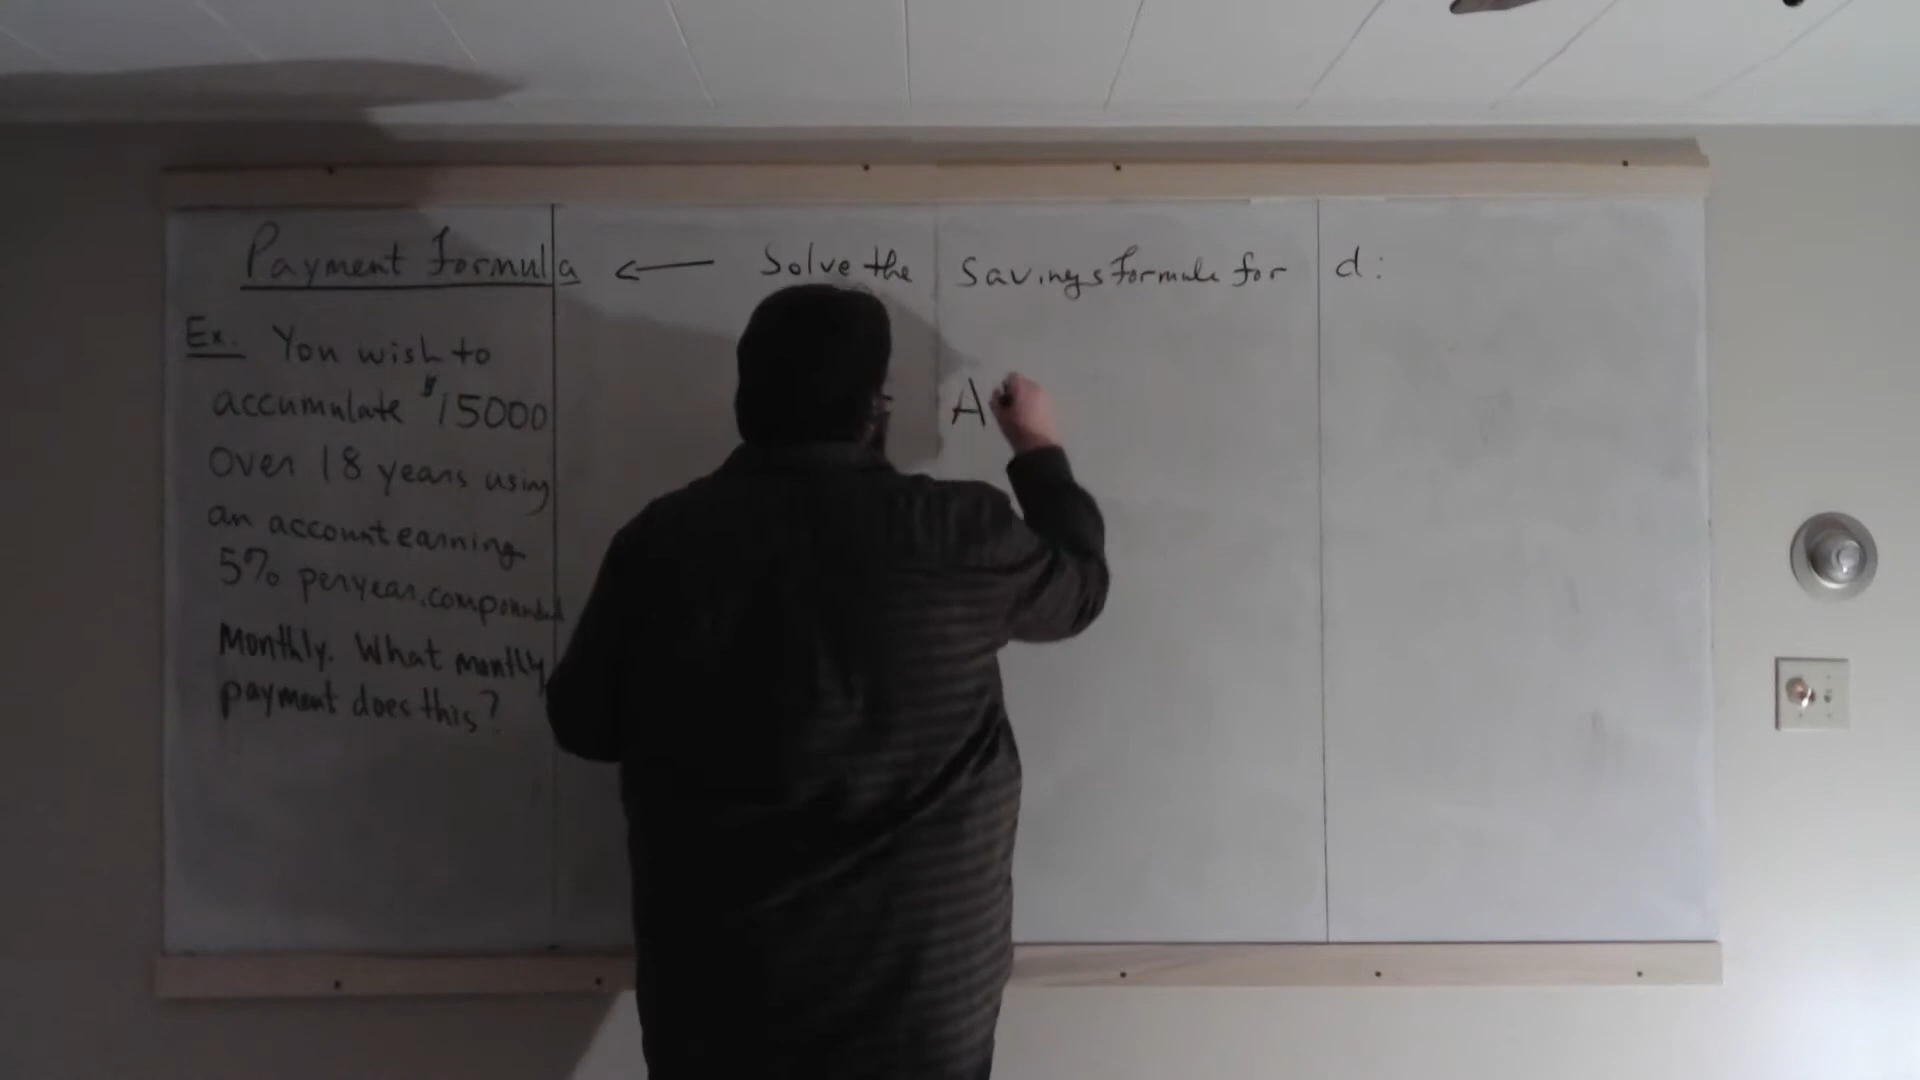 Payment Formula ← Solve the Savings Formula for d:
Ex. You wish to
accumulate $15000
over 18 years using
an account earning
5% per year, compounded
Monthly. What montly
payment does this?
A